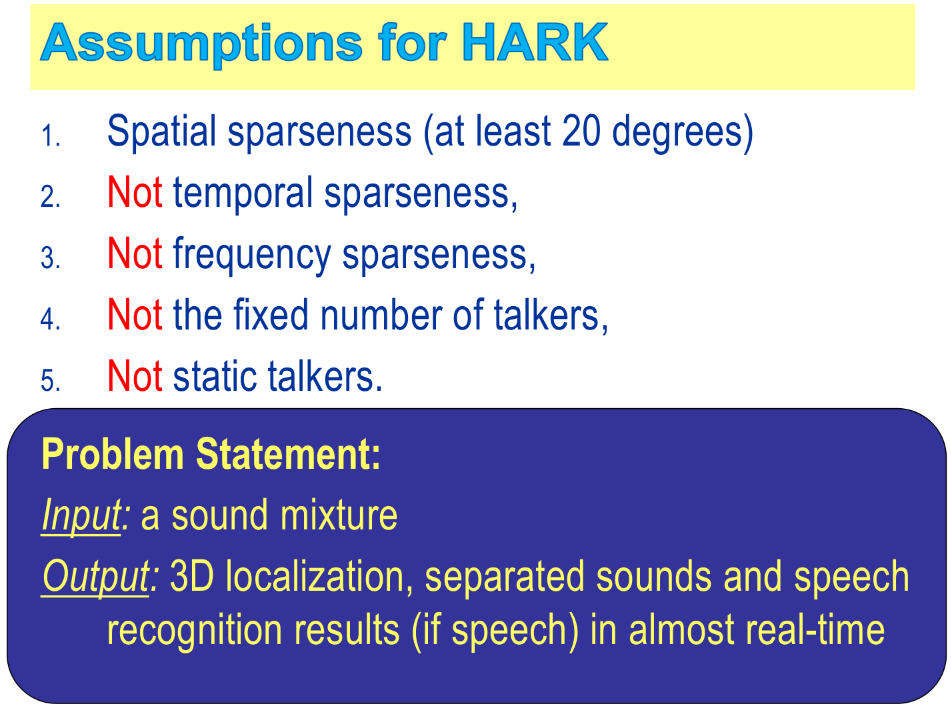 Assumptions for HARK
1. Spatial sparseness (at least 20 degrees)
2. Not temporal sparseness,
3. Not frequency sparseness,
4. Not the fixed number of talkers,
5. Not static talkers.
Problem Statement:
Input: a sound mixture
Output: 3D localization, separated sounds and speech
recognition results (if speech) in almost real-time